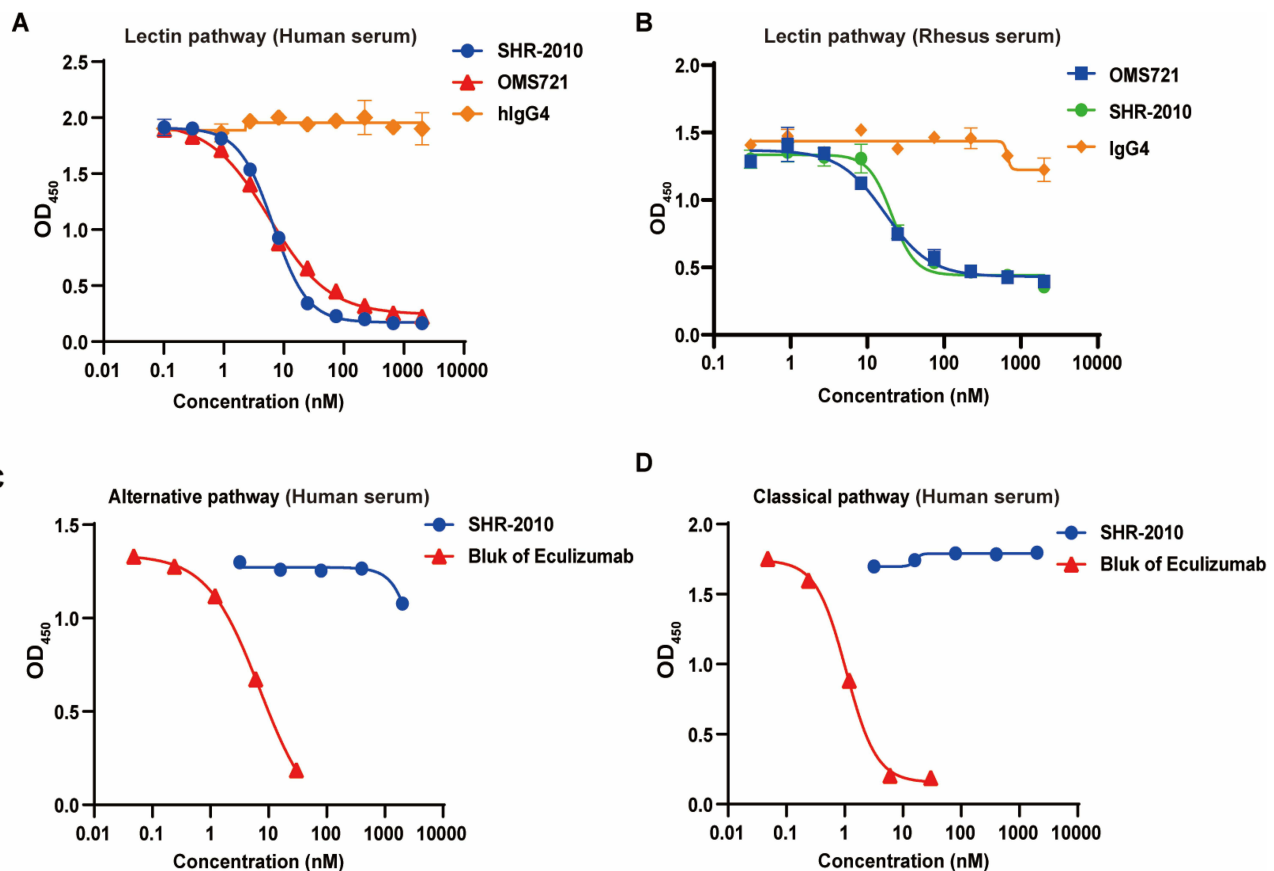 A
Lectin pathway (Human serum)
SHR-2010
OMS721
hIgG4
2.5
2.0
1.5
1.0
0.5
0.0
OD450
0.01 0.1 1 10 100 1000 10000
Concentration (nM)
B
Lectin pathway (Rhesus serum)
OMS721
SHR-2010
IgG4
2.0
1.5
1.0
0.5
0.0
OD450
0.1 1 10 100 1000 10000
Concentration (nM)
C
Alternative pathway (Human serum)
SHR-2010
Bluk of Eculizumab
1.5
1.0
0.5
0.0
OD450
0.01 0.1 1 10 100 1000 10000
Concentration (nM)
D
Classical pathway (Human serum)
SHR-2010
Bluk of Eculizumab
2.0
1.5
1.0
0.5
0.0
OD450
0.01 0.1 1 10 100 1000 10000
Concentration (nM)